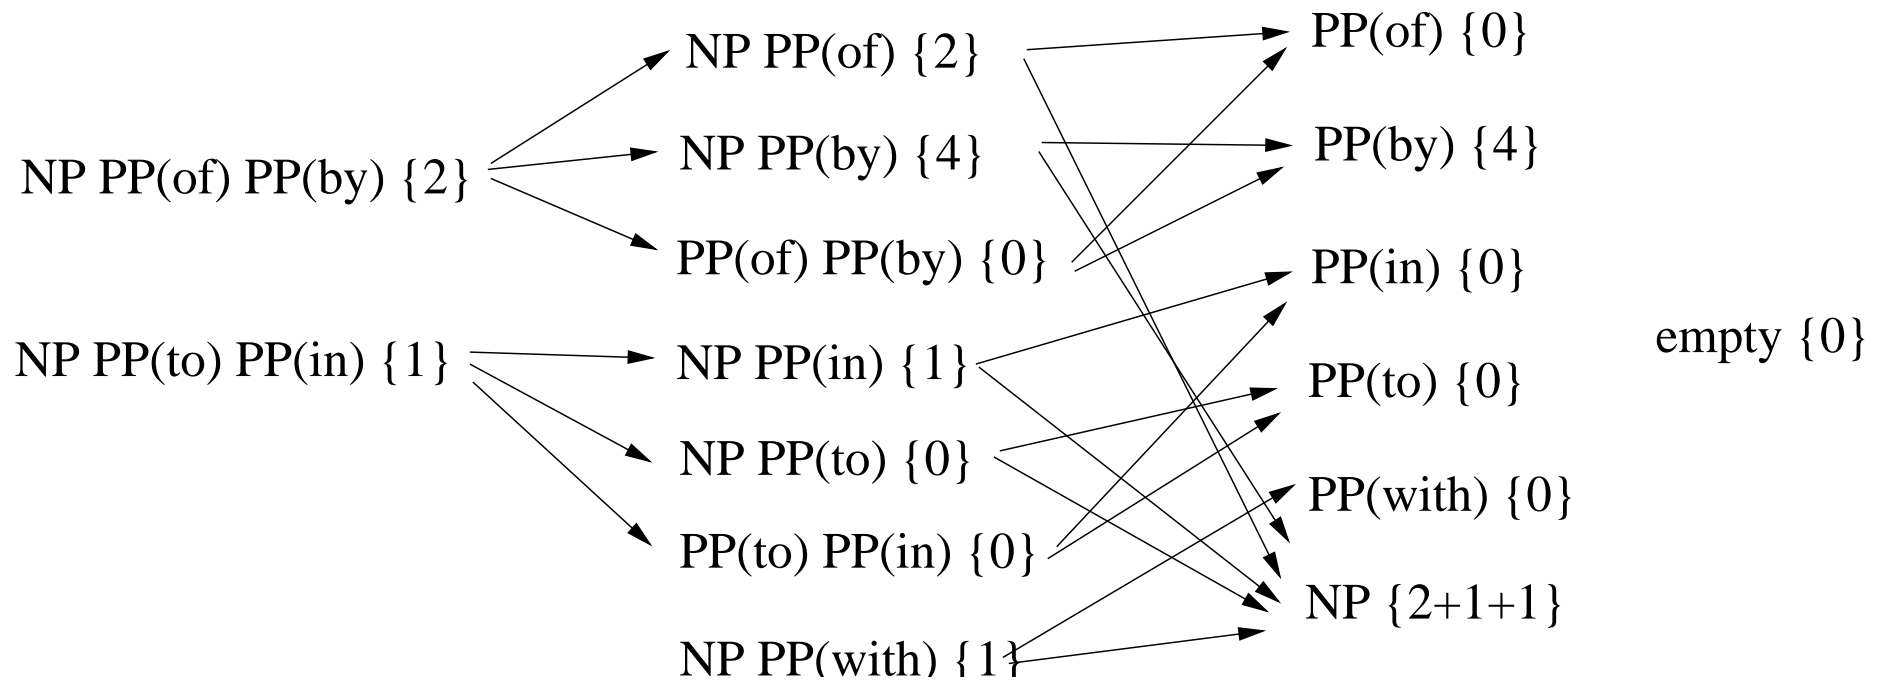 NP PP(of) PP(by) {2}
NP PP(to) PP(in) {1}
NP PP(of) {2}
NP PP(by) {4}
PP(of) PP(by) {0}
NP PP(in) {1}
NP PP(to) {0}
PP(to) PP(in) {0}
NP PP(with) {1}
PP(of) {0}
PP(by) {4}
PP(in) {0}
PP(to) {0}
PP(with) {0}
NP {2+1+1}
empty {0}